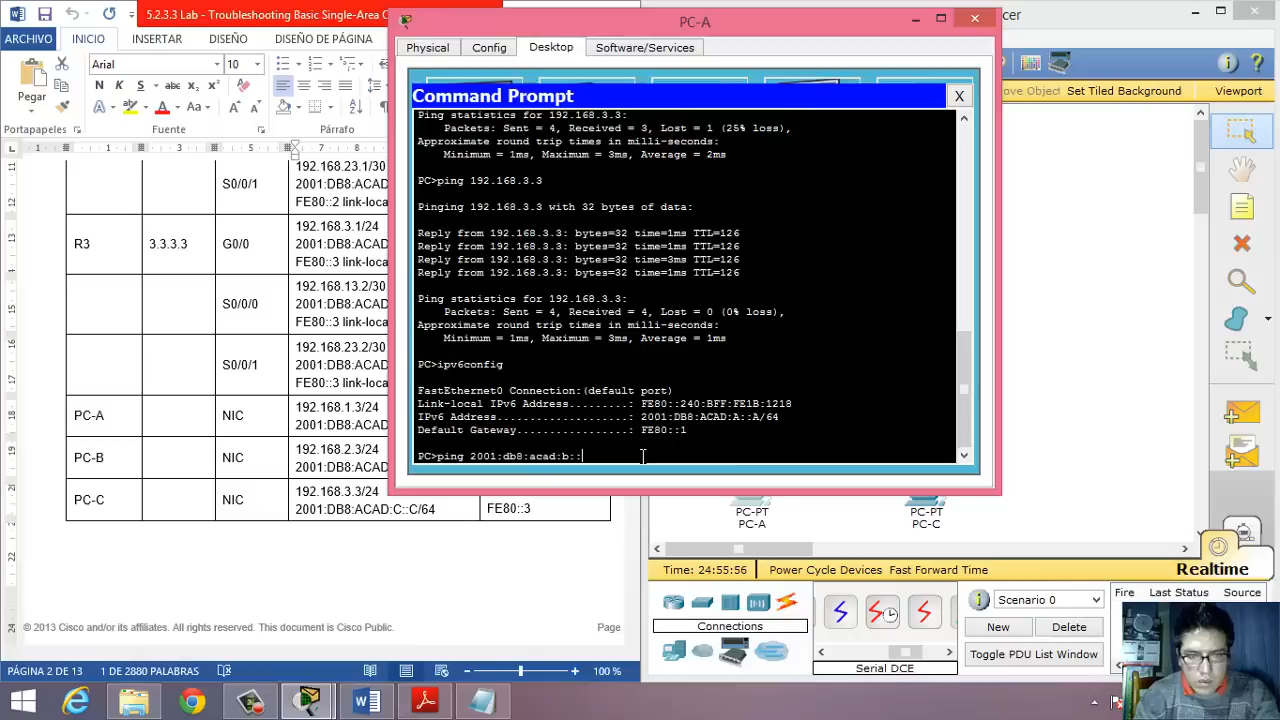 5.2.3.3 Lab - Troubleshooting Basic Single-Area
ARCHIVO
INICIO
INSERTAR
DISEÑO
DISEÑO DE PÁGINA
Arial
10
Pegar
Portapapeles
Fuente
Párrafo
192.168.23.1/30
S0/0/1
2001:DB8:ACAD
FE80::2 link-loca
192.168.3.1/24
R3
3.3.3.3
G0/0
2001:DB8:ACAD
FE80::3 link-loca
192.168.13.2/30
S0/0/0
2001:DB8:ACAD
FE80::3 link-loca
192.168.23.2/30
S0/0/1
2001:DB8:ACAD
FE80::3 link-loca
192.168.1.3/24
PC-A
NIC
2001:DB8:ACAD
192.168.2.3/24
PC-B
NIC
2001:DB8:ACAD
192.168.3.3/24
PC-C
NIC
2001:DB8:ACAD:C::C/64
FE80::3
© 2013 Cisco and/or its affiliates. All rights reserved. This document is Cisco Public.
Page
PÁGINA 2 DE 13
1 DE 2880 PALABRAS
100 %
PC-A
Physical
Config
Desktop
Software/Services
Command Prompt
X
Ping statistics for 192.168.3.3:
Packets: Sent = 4, Received = 3, Lost = 1 (25% loss),
Approximate round trip times in milli-seconds:
Minimum = 1ms, Maximum = 3ms, Average = 2ms
PC>ping 192.168.3.3
Pinging 192.168.3.3 with 32 bytes of data:
Reply from 192.168.3.3: bytes=32 time=1ms TTL=126
Reply from 192.168.3.3: bytes=32 time=1ms TTL=126
Reply from 192.168.3.3: bytes=32 time=3ms TTL=126
Reply from 192.168.3.3: bytes=32 time=1ms TTL=126
Ping statistics for 192.168.3.3:
Packets: Sent = 4, Received = 4, Lost = 0 (0% loss),
Approximate round trip times in milli-seconds:
Minimum = 1ms, Maximum = 3ms, Average = 1ms
PC>ipv6config
FastEthernet0 Connection:(default port)
Link-local IPv6 Address.........: FE80::240:BFF:FE1B:1218
IPv6 Address....................: 2001:DB8:ACAD:A::A/64
Default Gateway.................: FE80::1
PC>ping 2001:db8:acad:b::
cer
ove Object
Set Tiled Background
Viewport
PC-PT
PC-A
PC-PT
PC-C
Time: 24:55:56
Power Cycle Devices
Fast Forward Time
Realtime
Connections
Serial DCE
Scenario 0
New
Delete
Toggle PDU List Window
Fire
Last Status
Source